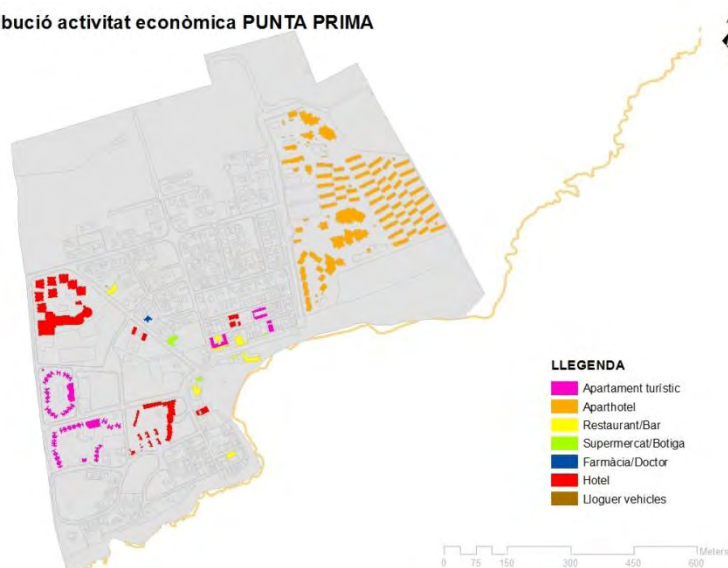 bució activitat econòmica PUNTA PRIMA
LLEGENDA
Apartament turístic
Aparthotel
Restaurant/Bar
Supermercat/Botiga
Farmàcia/Doctor
Hotel
Lloguer vehicles
Meters
0 75 150 300 450 600